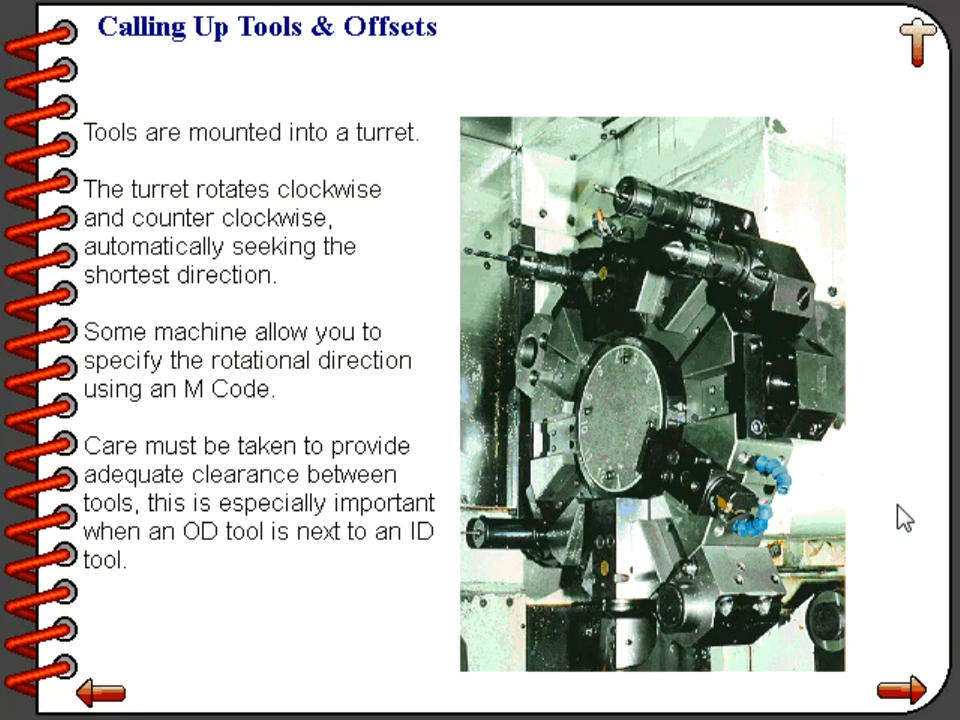 Calling Up Tools & Offsets
Tools are mounted into a turret.
The turret rotates clockwise
and counter clockwise,
automatically seeking the
shortest direction.
Some machine allow you to
specify the rotational direction
using an M Code.
Care must be taken to provide
adequate clearance between
tools, this is especially important
when an OD tool is next to an ID
tool.